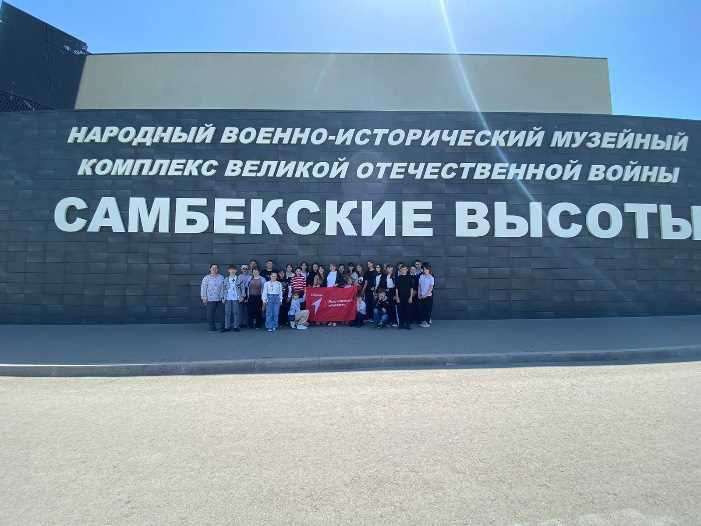 НАРОДНЫЙ ВОЕННО-ИСТОРИЧЕСКИЙ МУЗЕЙНЫЙ
КОМПЛЕКС ВЕЛИКОЙ ОТЕЧЕСТВЕННОЙ ВОЙНЫ
САМБЕКСКИЕ ВЫСОТЫ